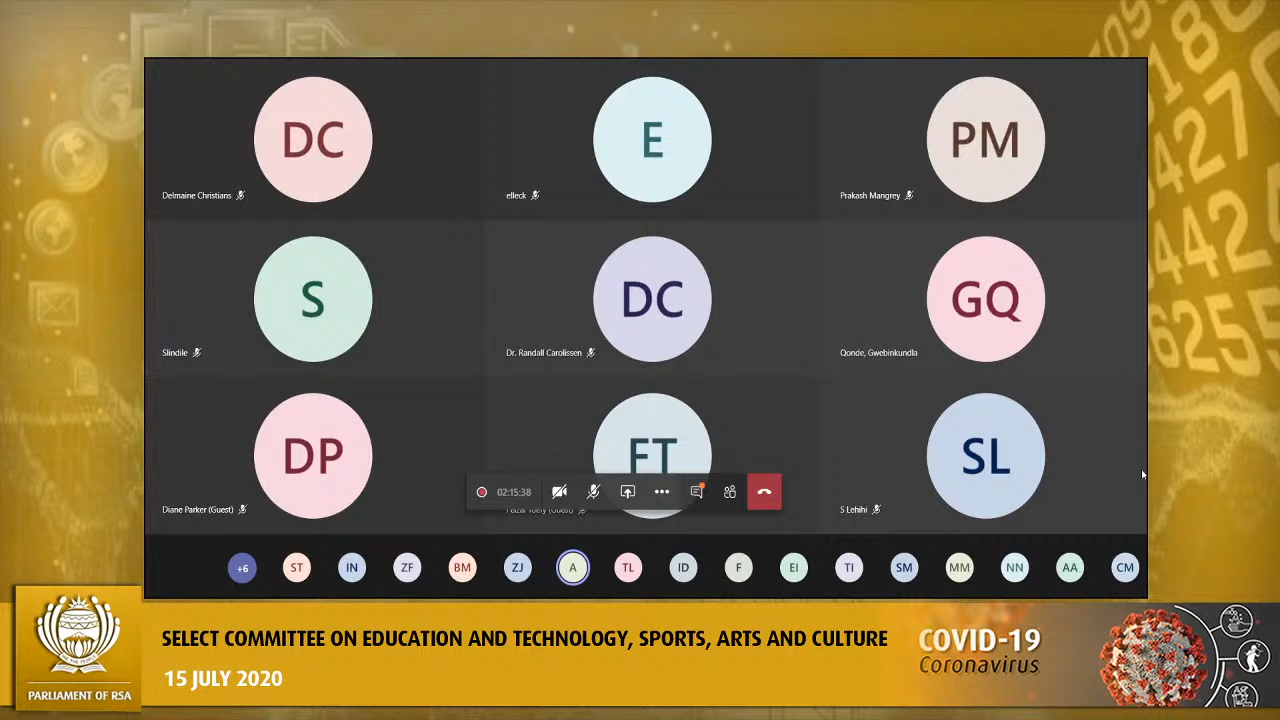 DC
E
PM
Delmaine Christians
elleck
Prakash Mangrey
S
DC
GQ
Slindile
Dr. Randall Carolissen
Qonde, Gwebinkundla
DP
FT
SL
02:15:38
Diane Parker (Guest)
S Lehihi
+6
ST
IN
ZF
BM
ZJ
A
TL
ID
F
EI
TI
SM
MM
NN
AA
CM
SELECT COMMITTEE ON EDUCATION AND TECHNOLOGY, SPORTS, ARTS AND CULTURE
15 JULY 2020
COVID-19
Coronavirus
PARLIAMENT OF RSA